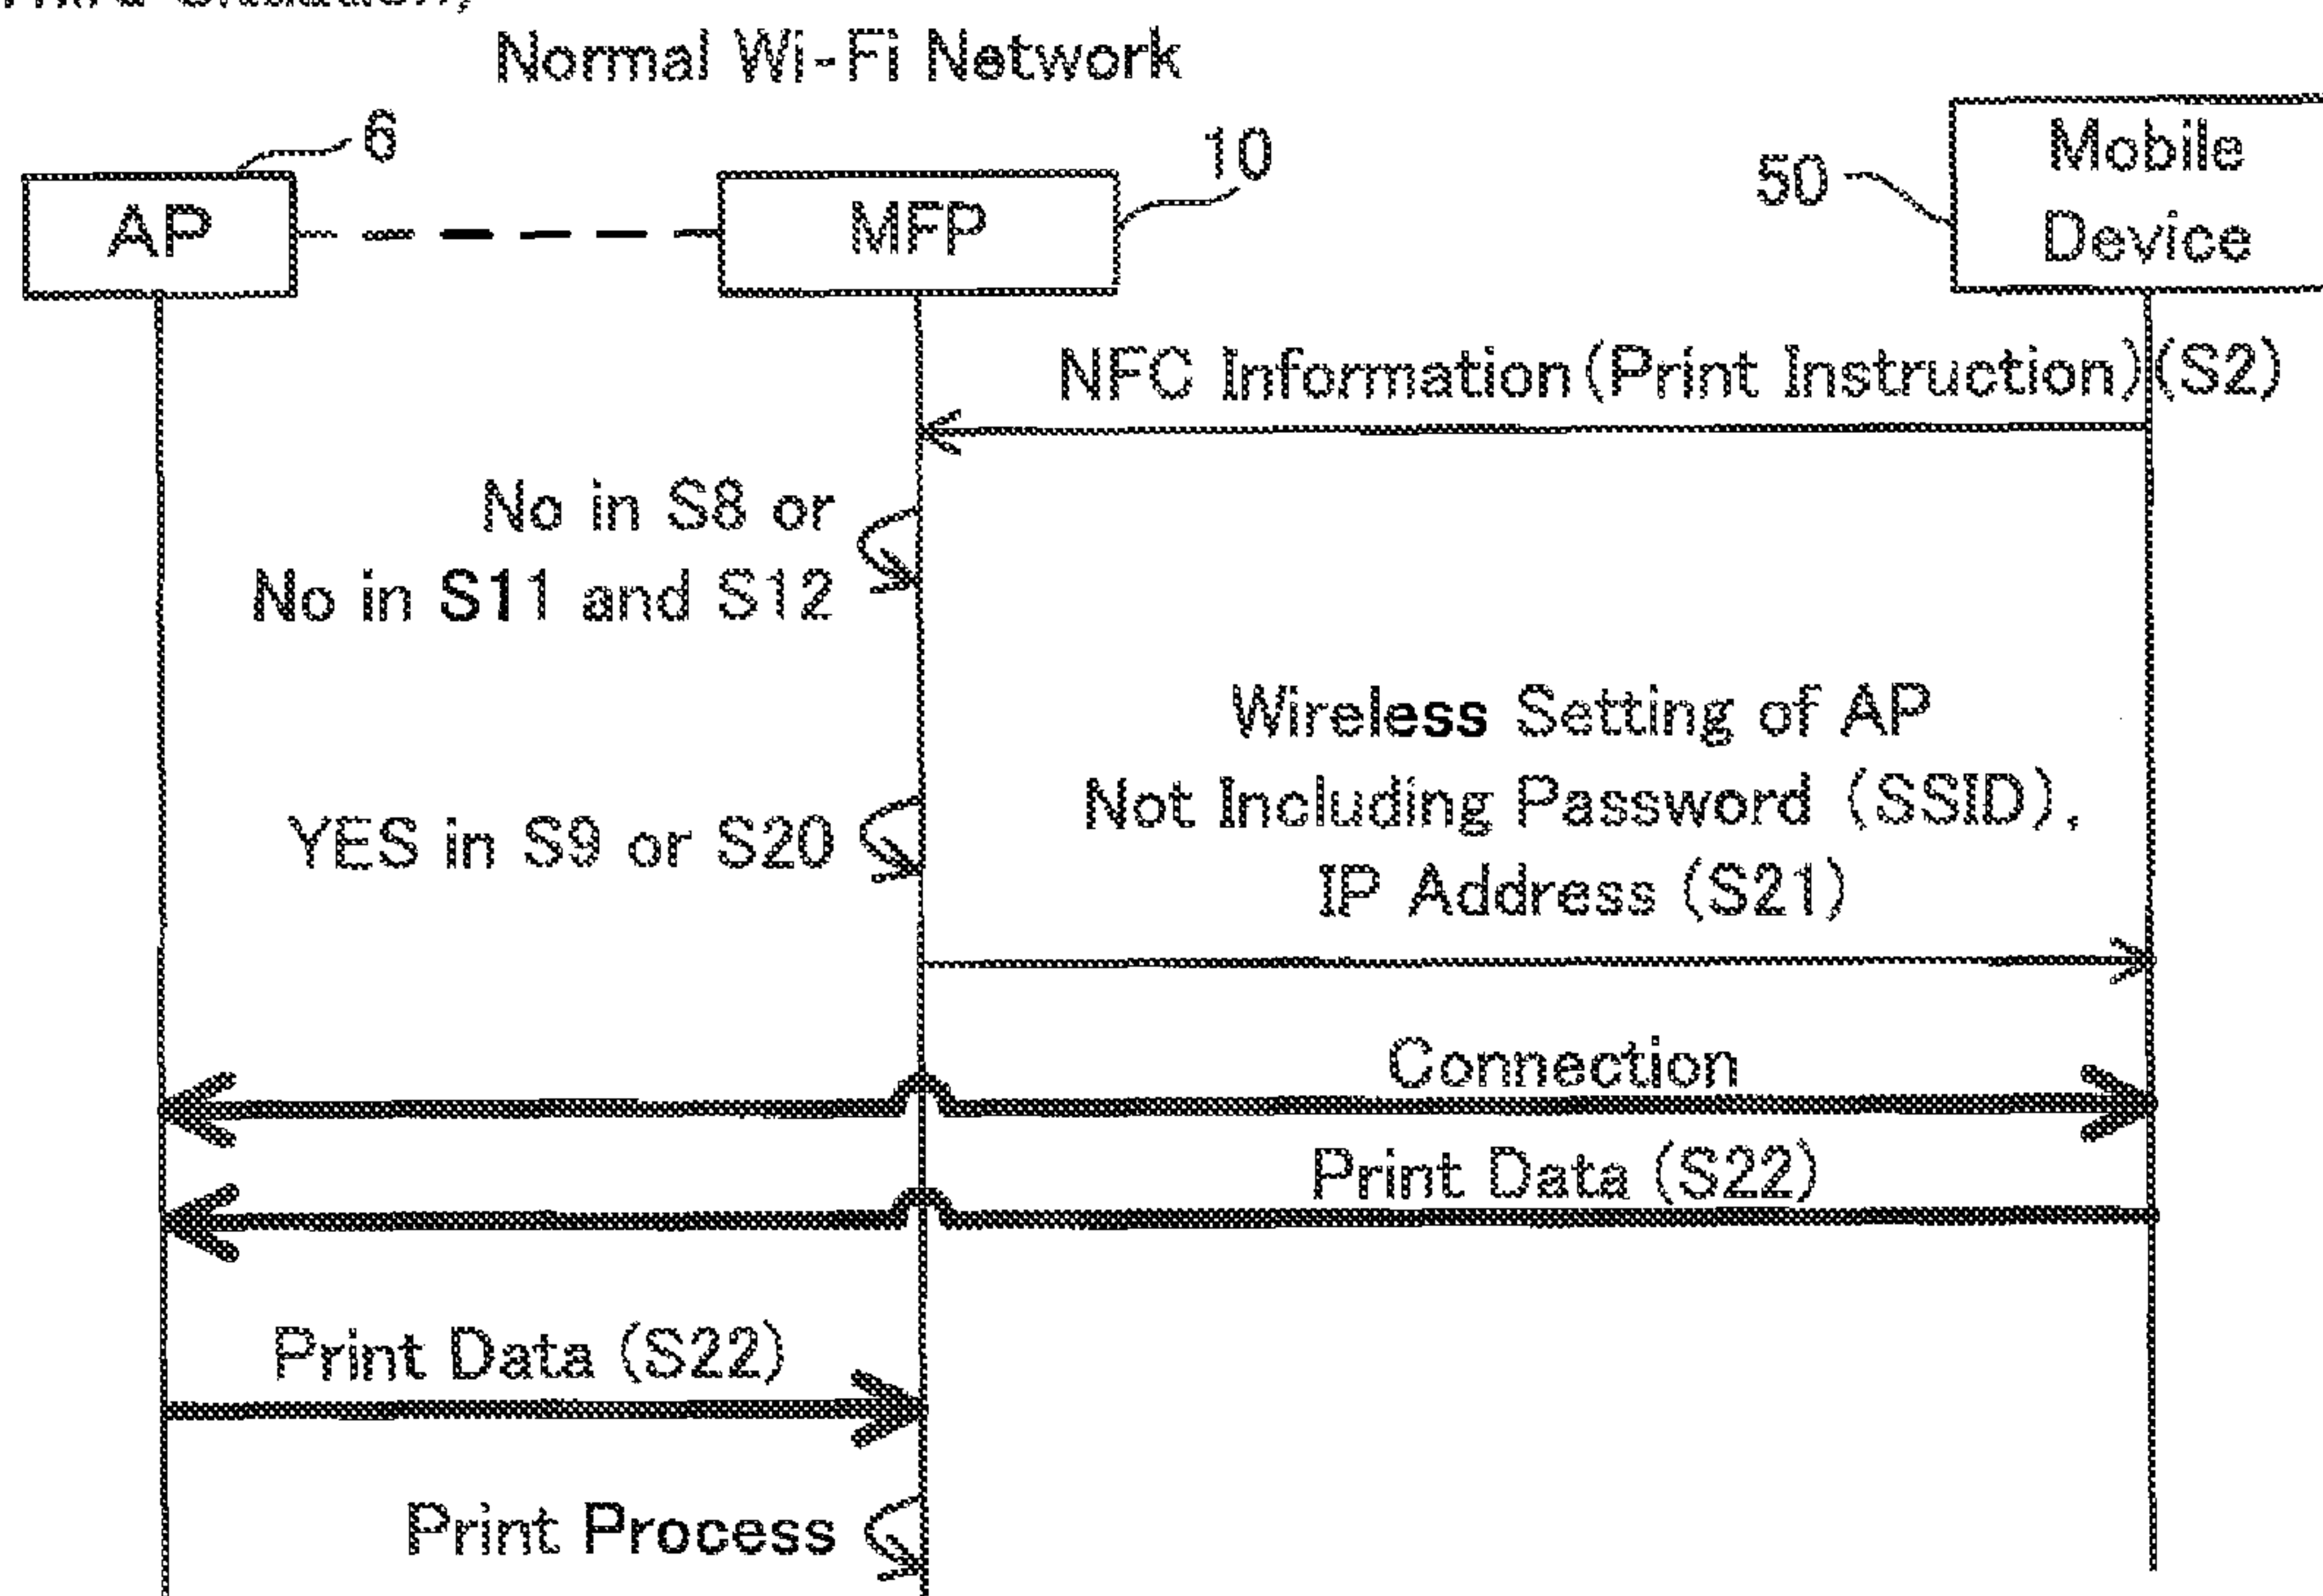 Normal Wi-Fi Network
6
10
50
AP
MFP
Mobile
Device
NFC Information(Print Instruction)(S2)
No in S8 or
No in S11 and S12
Wireless Setting of AP
Not Including Password (SSID),
IP Address (S21)
YES in S9 or S20
Connection
Print Data (S22)
Print Data (S22)
Print Process